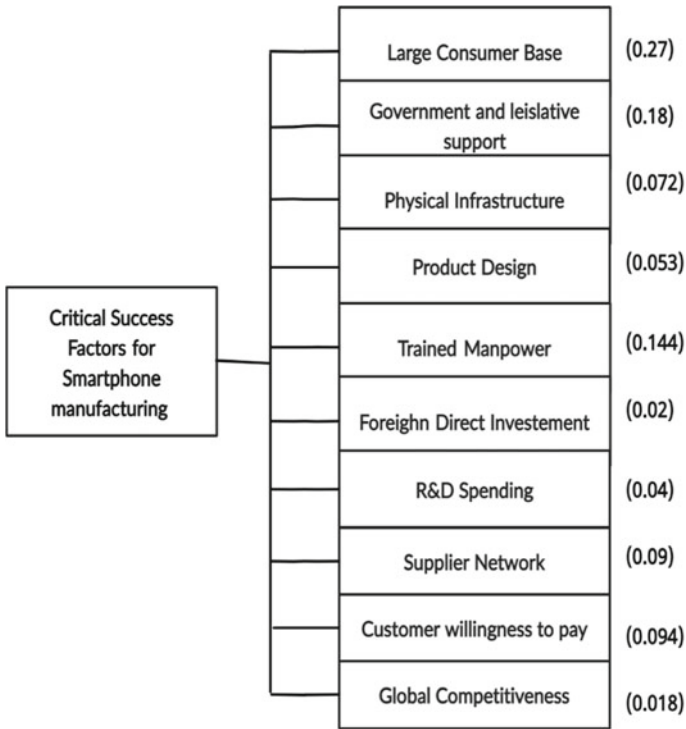 Critical Success
Factors for
Smartphone
manufacturing
Large Consumer Base
(0.27)
Government and leislative
support
(0.18)
Physical Infrastructure
(0.072)
Product Design
(0.053)
Trained Manpower
(0.144)
Foreighn Direct Investement
(0.02)
R&D Spending
(0.04)
Supplier Network
(0.09)
Customer willingness to pay
(0.094)
Global Competitiveness
(0.018)